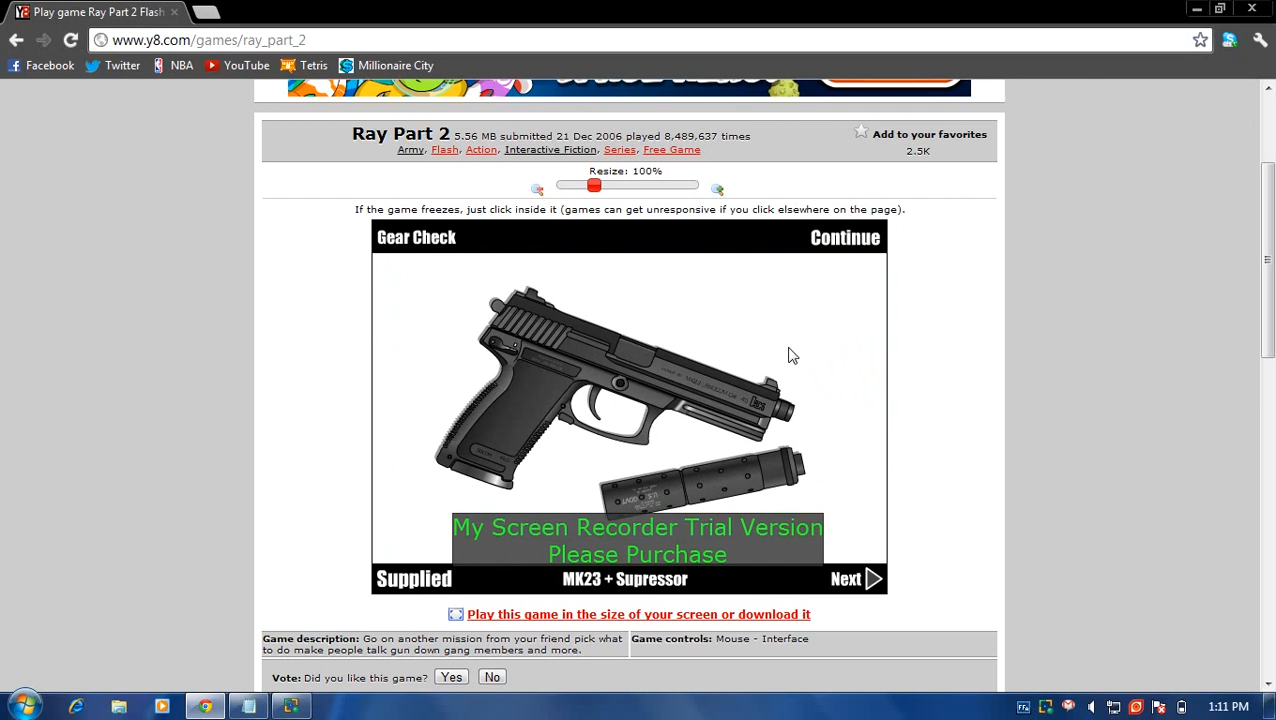 Play game Ray Part 2 Flash
www.y8.com/games/ray_part_2
Facebook Twitter NBA YouTube Tetris Millionaire City
Ray Part 2 5.56 MB submitted 21 Dec 2006 played 8,489,637 times
Add to your favorites
Army, Flash, Action, Interactive Fiction, Series, Free Game
2.5K
Resize: 100%
If the game freezes, just click inside it (games can get unresponsive if you click elsewhere on the page).
Gear Check
Continue
My Screen Recorder Trial Version
Please Purchase
Supplied
MK23 + Supressor
Next
Play this game in the size of your screen or download it
Game description: Go on another mission from your friend pick what
to do make people talk gun down gang members and more.
Game controls: Mouse - Interface
Vote: Did you like this game? Yes No
1:11 PM